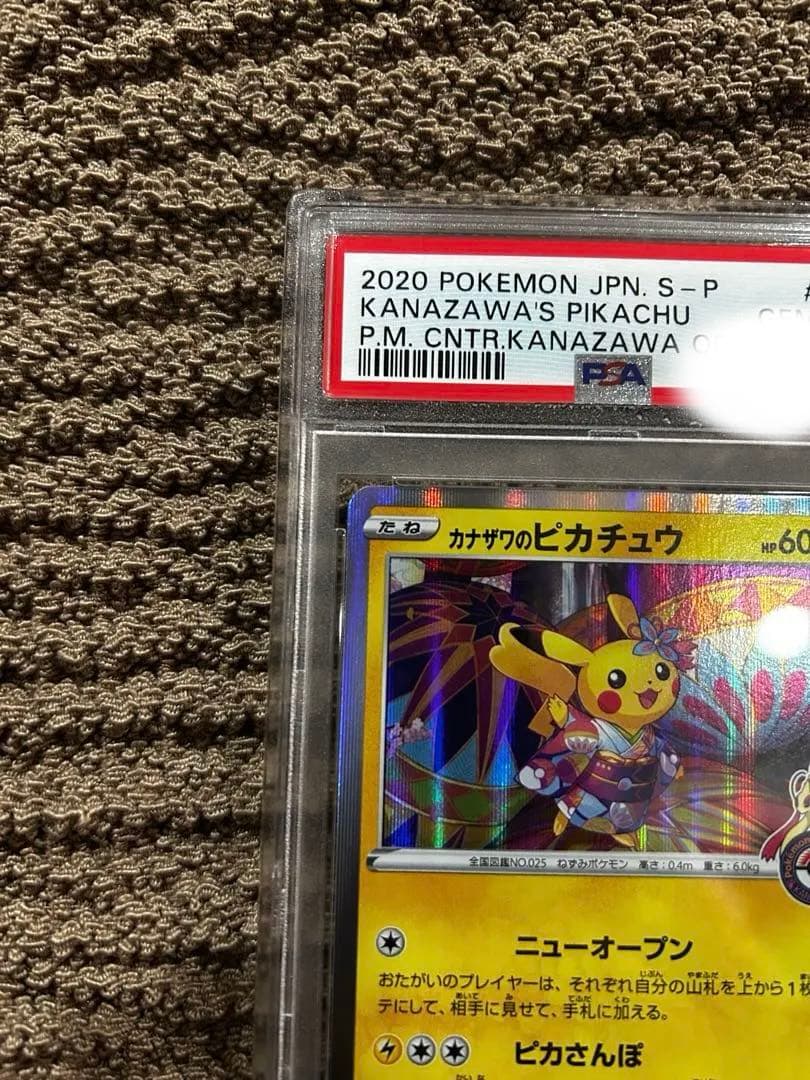 2020 POKEMON JPN. S-P
KANAZAWA'S PIKACHU
P.M. CNTR.KANAZAWA
PSA
たね
カナザワのピカチュウ
HP60
全国図鑑NO.025 ねずみポケモン 高さ:0.4m 重さ:6.0kg
ニューオープン
おたがいのプレイヤーは、それぞれ自分の山札を上から1枚
テにして、相手に見せて、手札に加える。
ピカさんぽ